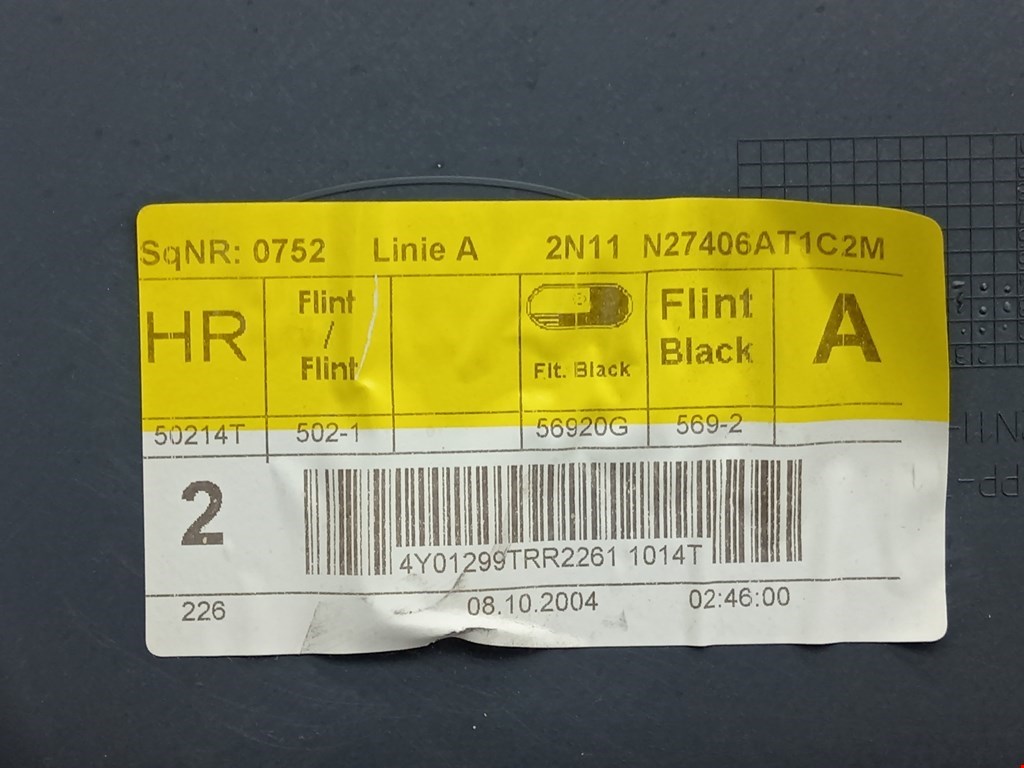 SqNR: 0752 Linie A 2N11 N27406AT1C2M
HR Flint / Flint Flt. Black Flint Black A
50214T 502-1 56920G 569-2
2
4Y01299TRR2261 1014T
226 08.10.2004 02:46:00